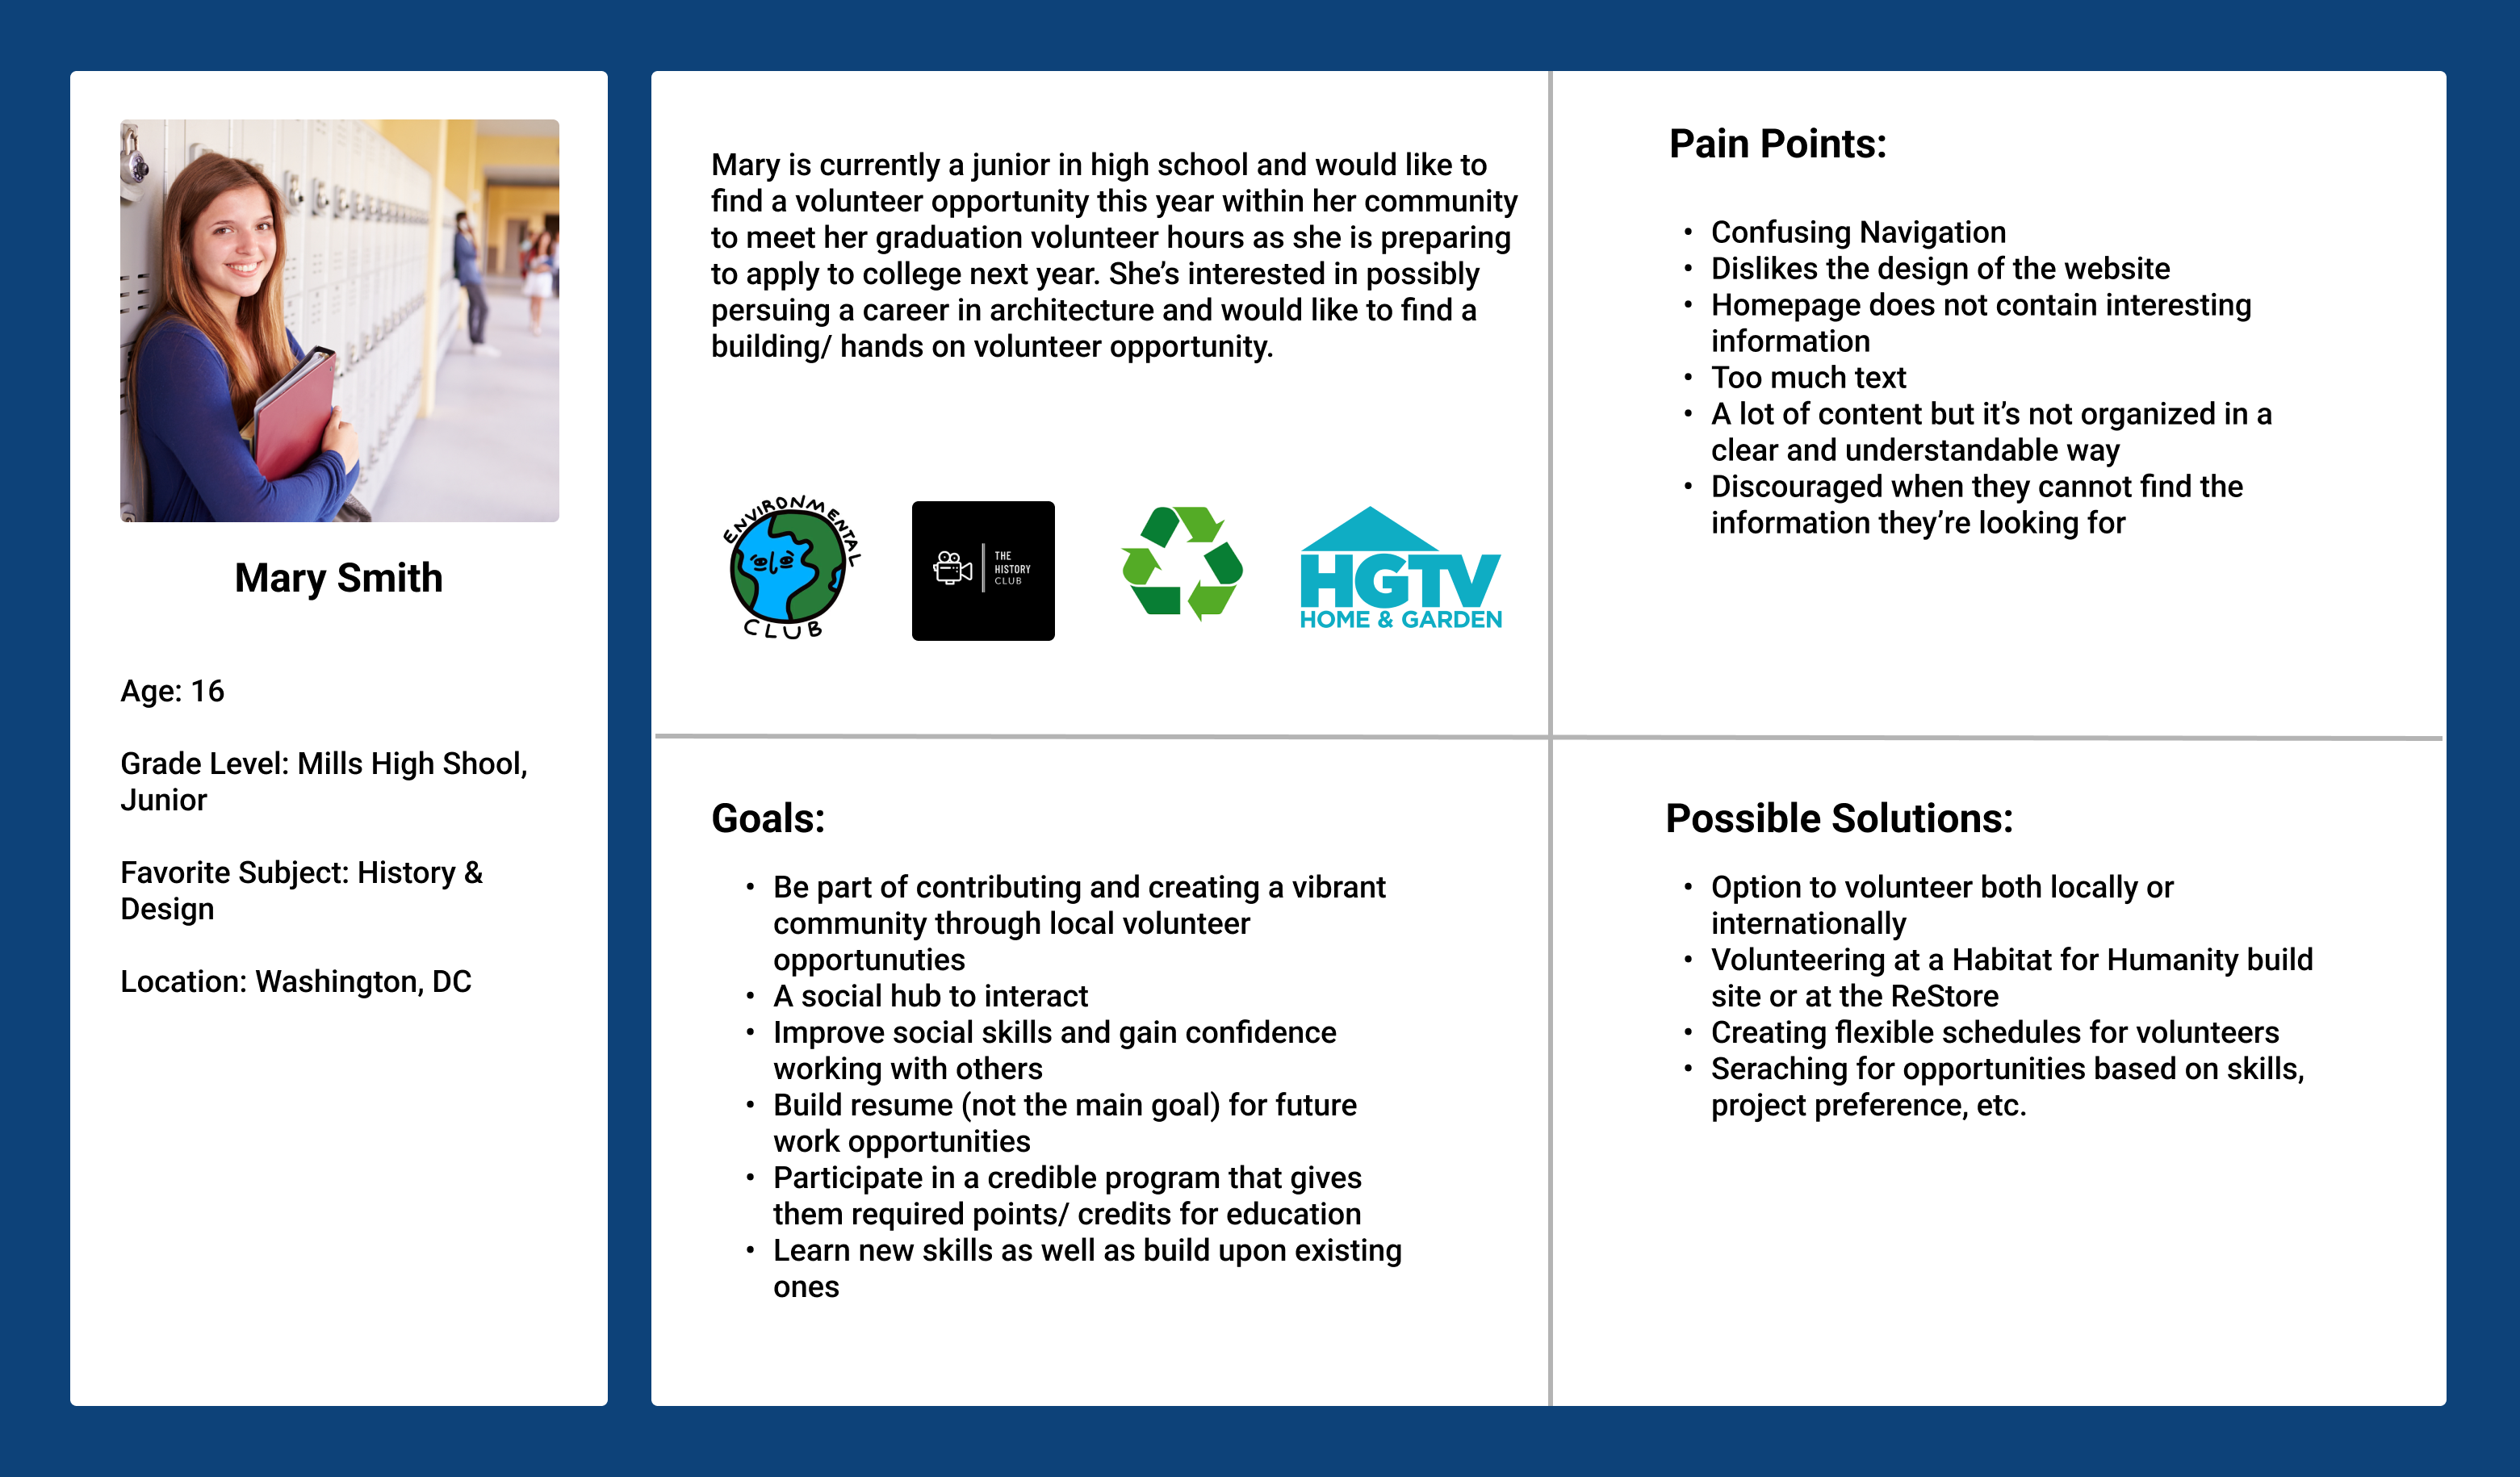 Mary Smith
Age: 16
Grade Level: Mills High Shool,
Junior
Favorite Subject: History &
Design
Location: Washington, DC
Mary is currently a junior in high school and would like to
find a volunteer opportunity this year within her community
to meet her graduation volunteer hours as she is preparing
to apply to college next year. She’s interested in possibly
persuing a career in architecture and would like to find a
building/ hands on volunteer opportunity.
ENVIRONMENTAL
CLUB
THE
HISTORY
CLUB
HGTV
HOME & GARDEN
Pain Points:
• Confusing Navigation
• Dislikes the design of the website
• Homepage does not contain interesting
information
• Too much text
• A lot of content but it’s not organized in a
clear and understandable way
• Discouraged when they cannot find the
information they’re looking for
Goals:
• Be part of contributing and creating a vibrant
community through local volunteer
opportunuties
• A social hub to interact
• Improve social skills and gain confidence
working with others
• Build resume (not the main goal) for future
work opportunities
• Participate in a credible program that gives
them required points/ credits for education
• Learn new skills as well as build upon existing
ones
Possible Solutions:
• Option to volunteer both locally or
internationally
• Volunteering at a Habitat for Humanity build
site or at the ReStore
• Creating flexible schedules for volunteers
• Seraching for opportunities based on skills,
project preference, etc.